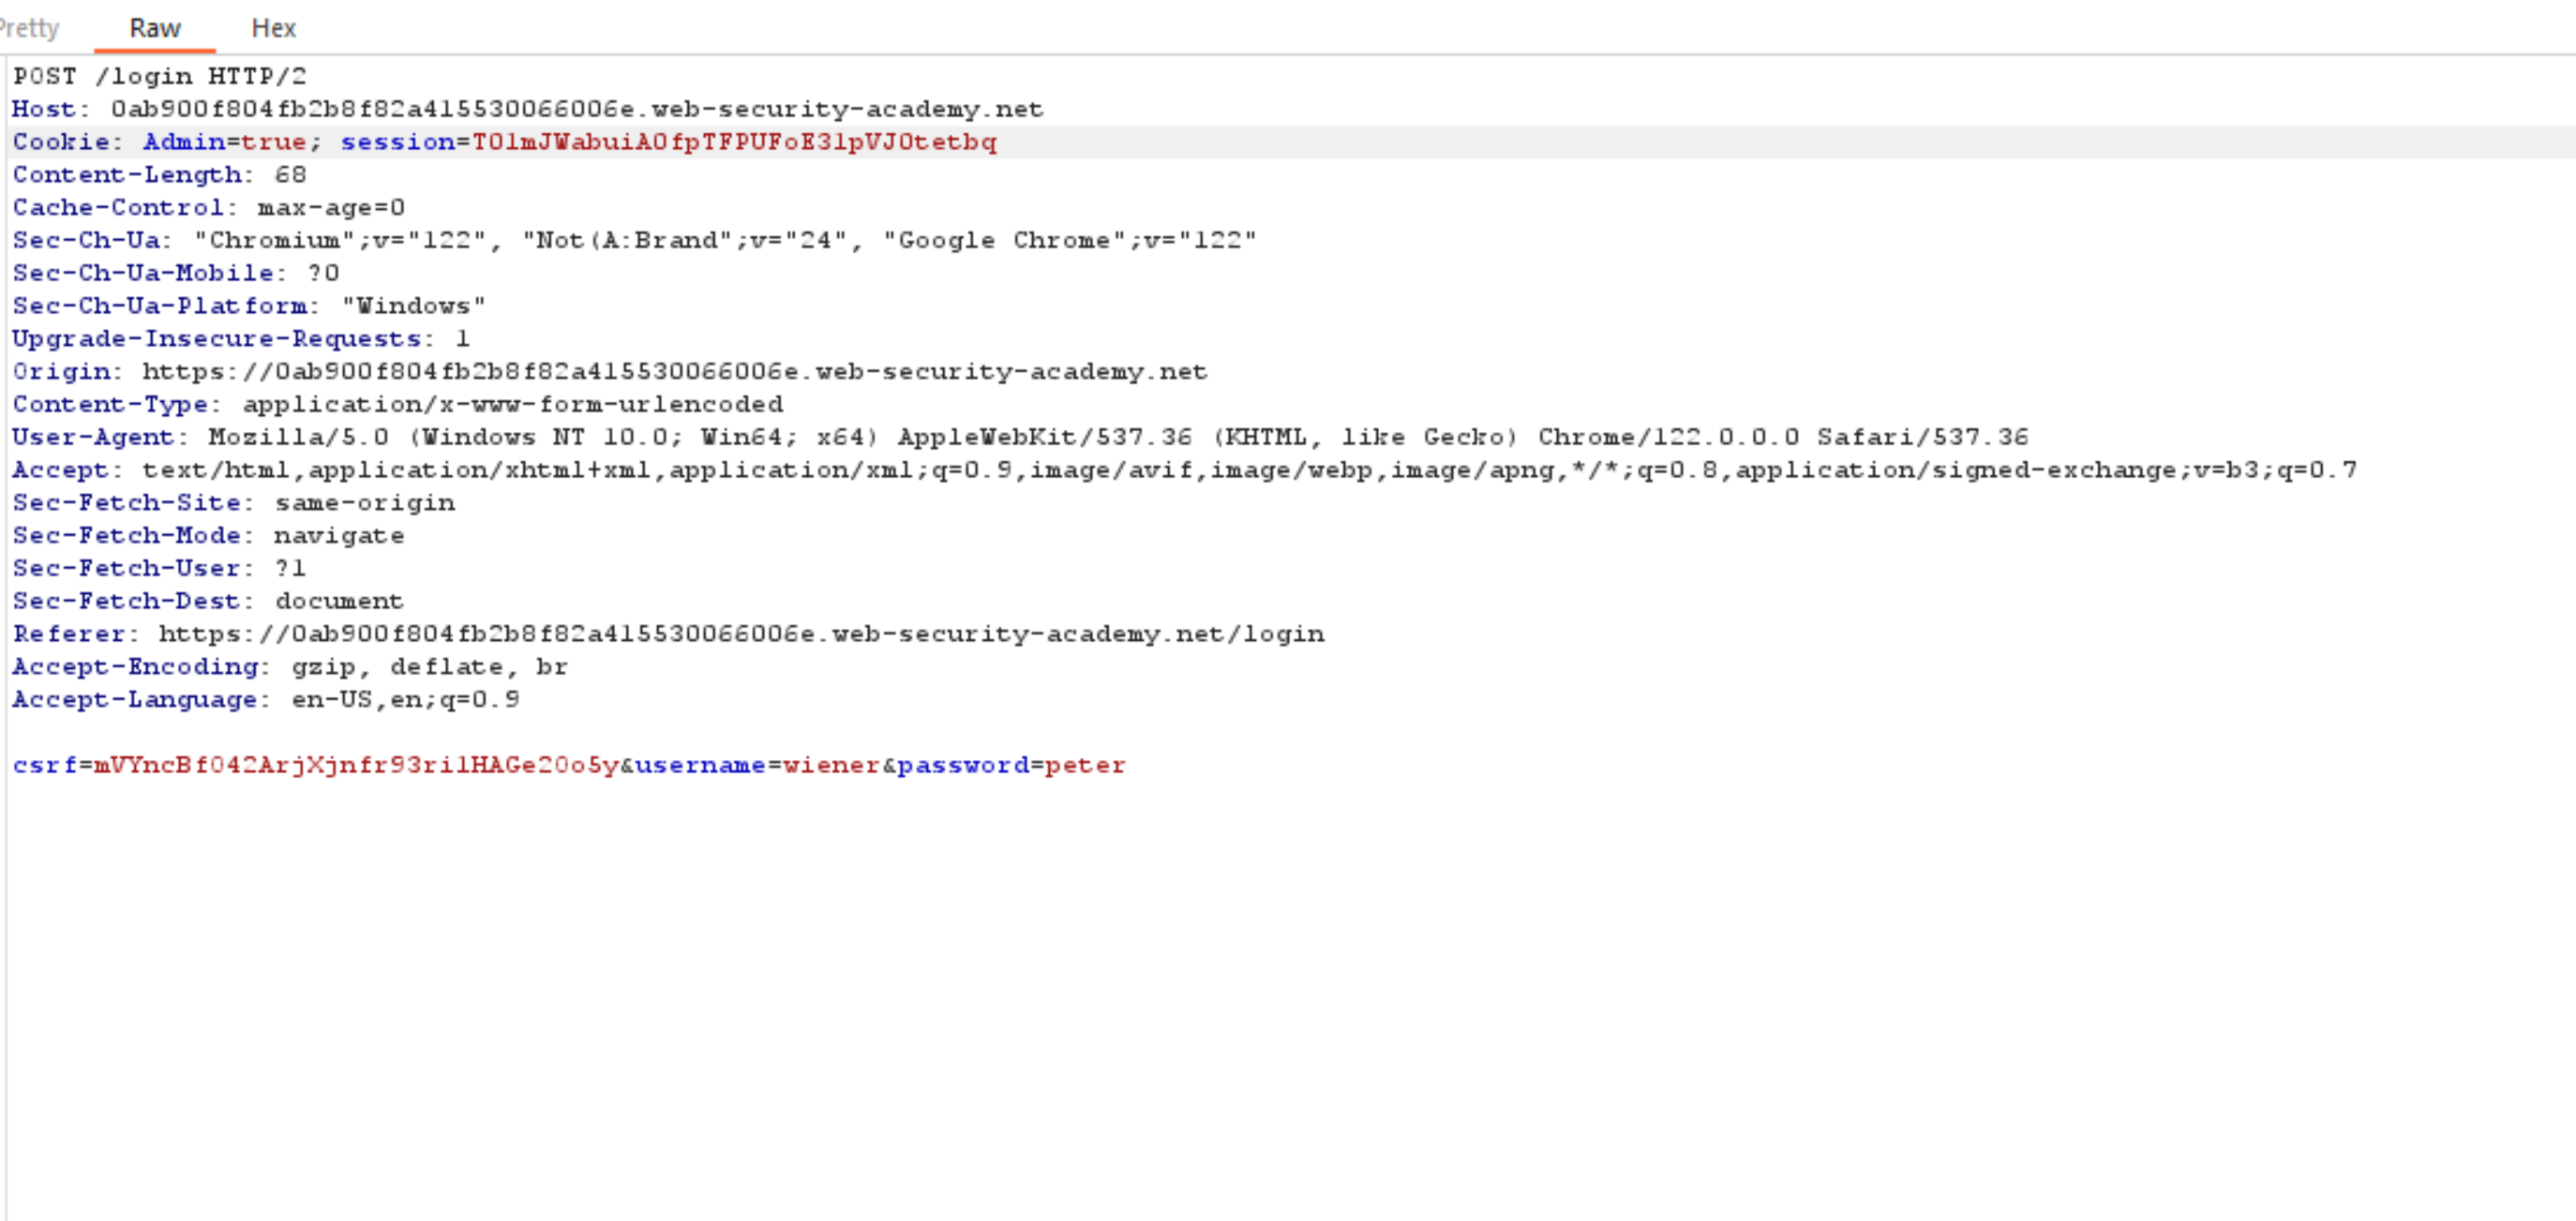 Pretty Raw Hex
POST /login HTTP/2
Host: 0ab900f804fb2b8f82a415530066006e.web-security-academy.net
Cookie: Admin=true; session=T01mJWabuiA0fpTFPUFoE3lpVJ0tetbq
Content-Length: 68
Cache-Control: max-age=0
Sec-Ch-Ua: "Chromium";v="122", "Not(A:Brand";v="24", "Google Chrome";v="122"
Sec-Ch-Ua-Mobile: ?0
Sec-Ch-Ua-Platform: "Windows"
Upgrade-Insecure-Requests: 1
Origin: https://0ab900f804fb2b8f82a415530066006e.web-security-academy.net
Content-Type: application/x-www-form-urlencoded
User-Agent: Mozilla/5.0 (Windows NT 10.0; Win64; x64) AppleWebKit/537.36 (KHTML, like Gecko) Chrome/122.0.0.0 Safari/537.36
Accept: text/html,application/xhtml+xml,application/xml;q=0.9,image/avif,image/webp,image/apng,*/*;q=0.8,application/signed-exchange;v=b3;q=0.7
Sec-Fetch-Site: same-origin
Sec-Fetch-Mode: navigate
Sec-Fetch-User: ?1
Sec-Fetch-Dest: document
Referer: https://0ab900f804fb2b8f82a415530066006e.web-security-academy.net/login
Accept-Encoding: gzip, deflate, br
Accept-Language: en-US,en;q=0.9
csrf=mVYncBf042ArjXjnfr93ri1HAGe20o5y&username=wiener&password=peter